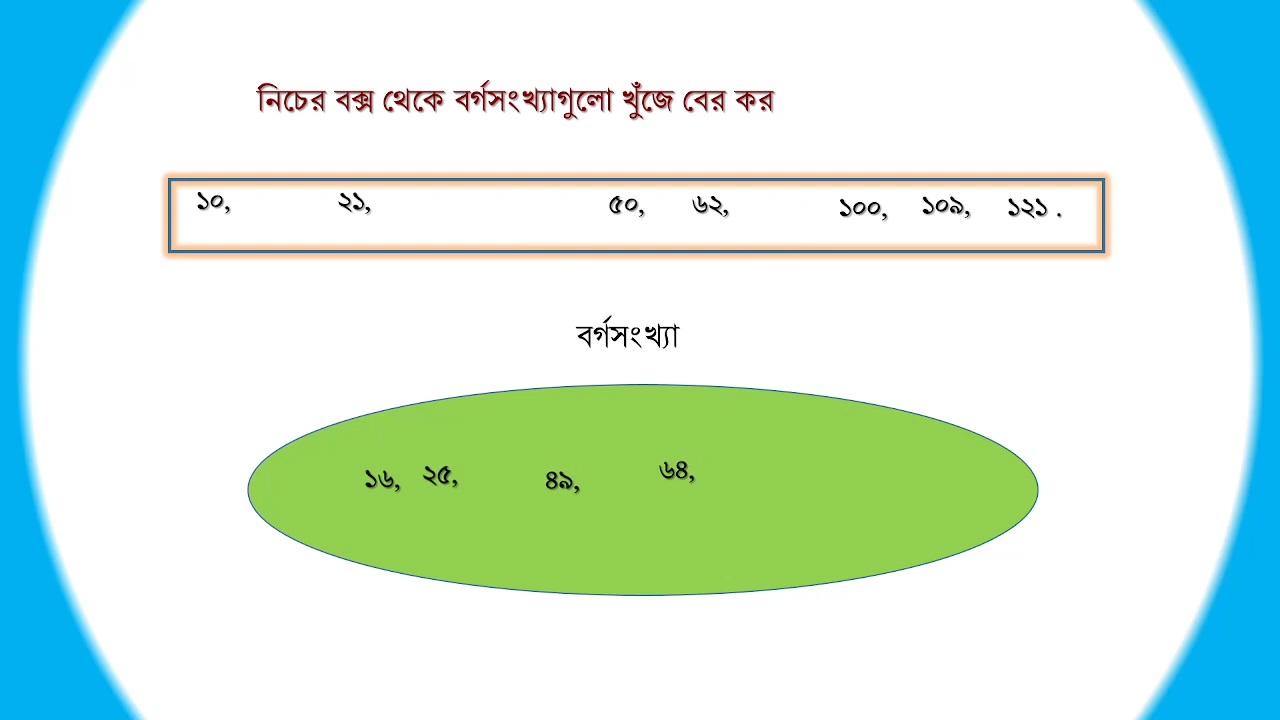 নিচের বক্স থেকে বর্গসংখ্যাগুলো খুঁজে বের কর
১০, ২১, ৫০, ৬২, ১০০, ১০৯, ১২১ .
বর্গসংখ্যা
১৬, ২৫, ৪৯, ৬৪,